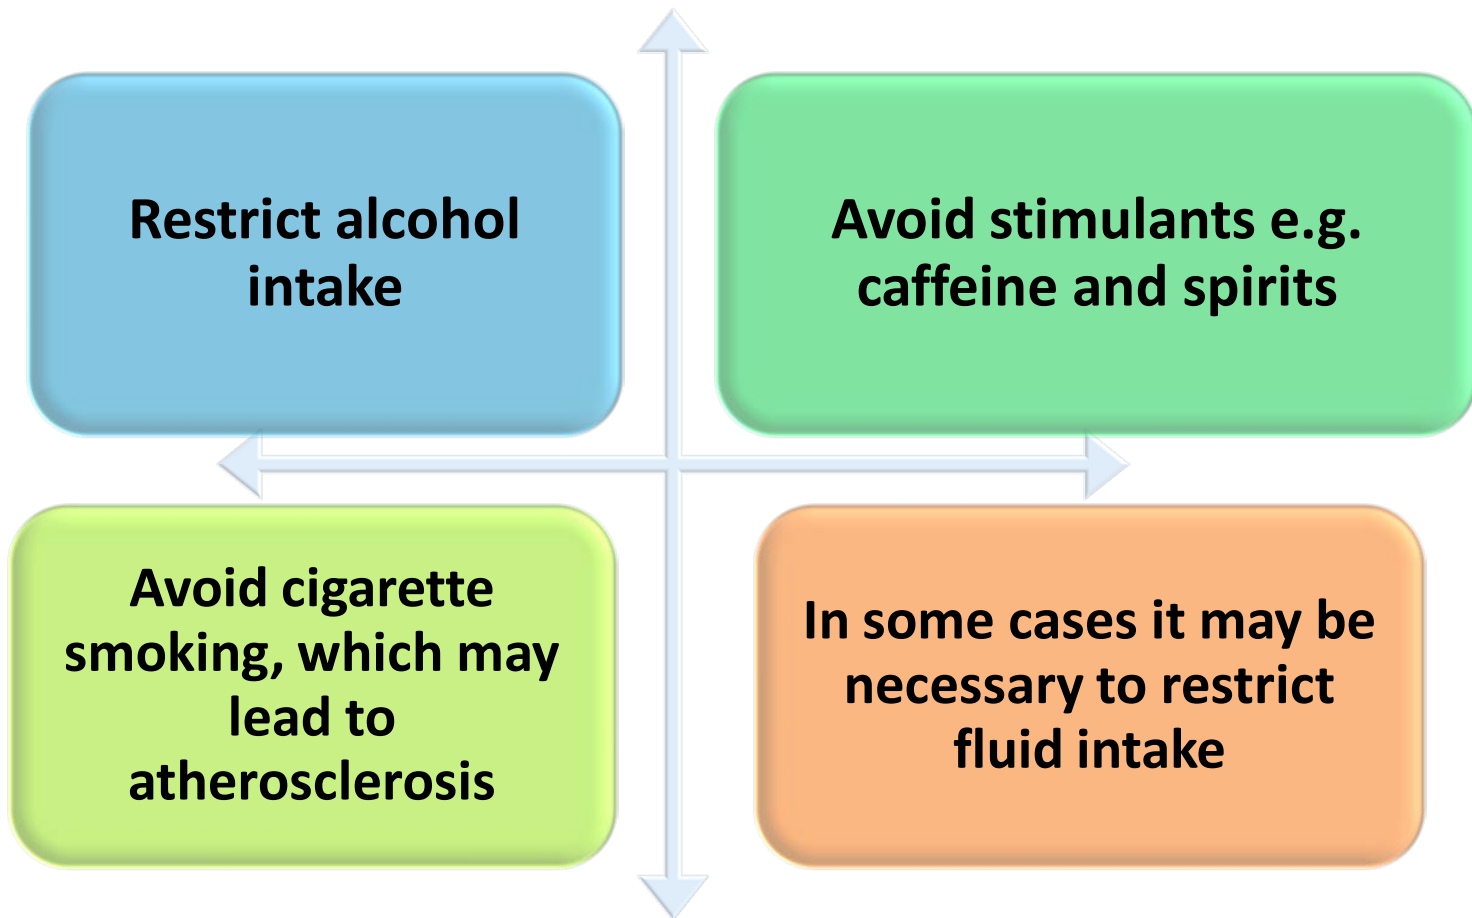 Restrict alcohol
intake
Avoid stimulants e.g.
caffeine and spirits
Avoid cigarette
smoking, which may
lead to
atherosclerosis
In some cases it may be
necessary to restrict
fluid intake